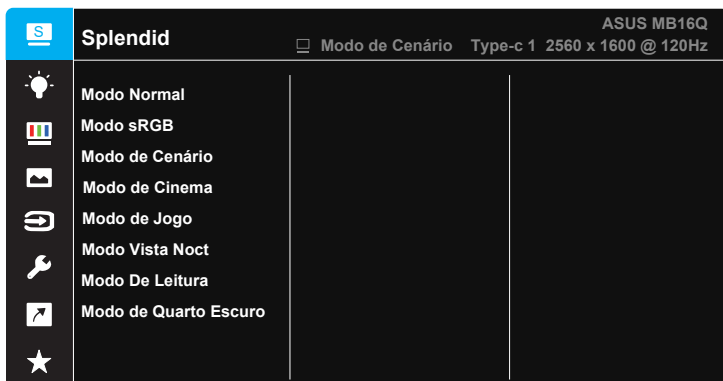 S
Splendid
ASUS MB16Q
Modo de Cenário Type-c 1 2560 x 1600 @ 120Hz
Modo Normal
Modo sRGB
Modo de Cenário
Modo de Cinema
Modo de Jogo
Modo Vista Noct
Modo De Leitura
Modo de Quarto Escuro